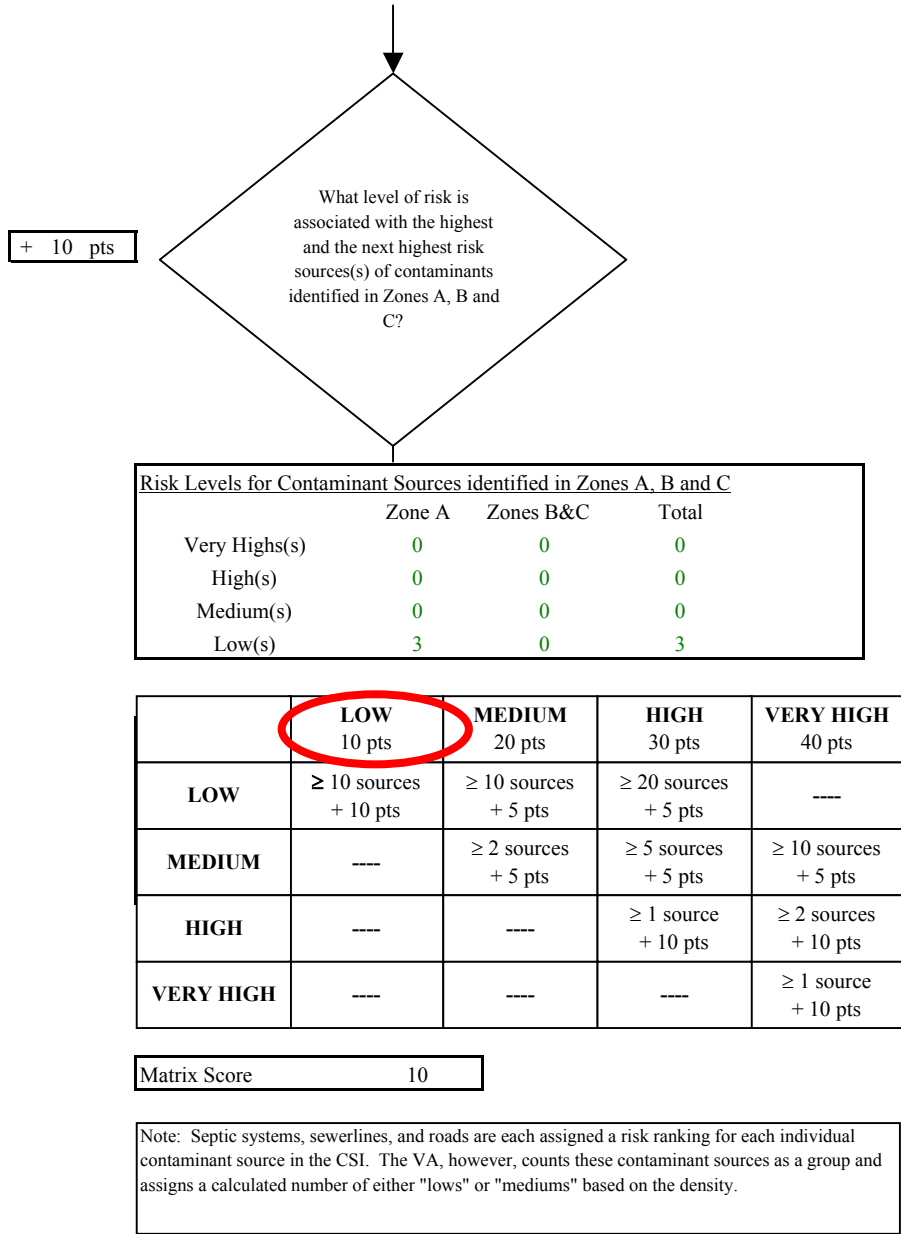 What level of risk is
associated with the highest
and the next highest risk
sources(s) of contaminants
identified in Zones A, B and
C?
+ 10 pts
Risk Levels for Contaminant Sources identified in Zones A, B and C
Zone A Zones B&C Total
Very Highs(s) 0 0 0
High(s) 0 0 0
Medium(s) 0 0 0
Low(s) 3 0 3
LOW MEDIUM HIGH VERY HIGH
10 pts 20 pts 30 pts 40 pts
LOW ≥ 10 sources ≥ 10 sources ≥ 20 sources ----
+ 10 pts + 5 pts + 5 pts
MEDIUM ---- ≥ 2 sources ≥ 5 sources ≥ 10 sources
+ 5 pts + 5 pts + 5 pts
HIGH ---- ---- ≥ 1 source ≥ 2 sources
+ 10 pts + 10 pts
VERY HIGH ---- ---- ---- ≥ 1 source
+ 10 pts
Matrix Score 10
Note: Septic systems, sewerlines, and roads are each assigned a risk ranking for each individual
contaminant source in the CSI. The VA, however, counts these contaminant sources as a group and
assigns a calculated number of either "lows" or "mediums" based on the density.